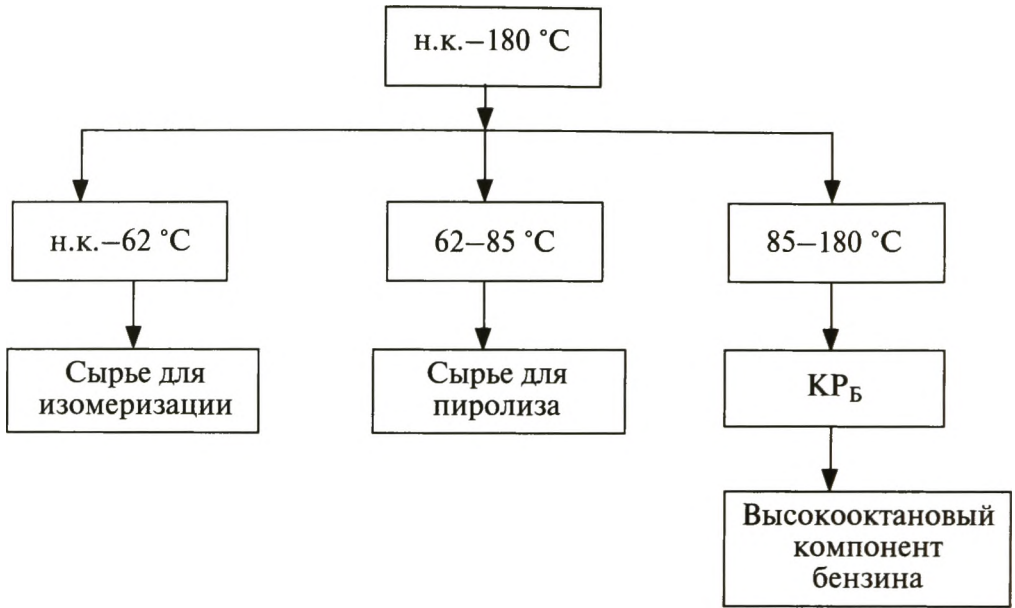 н.к.–180 °С
н.к.–62 °С
62–85 °С
85–180 °С
Сырье для
изомеризации
Сырье для
пиролиза
КРБ
Высокооктановый
компонент
бензина